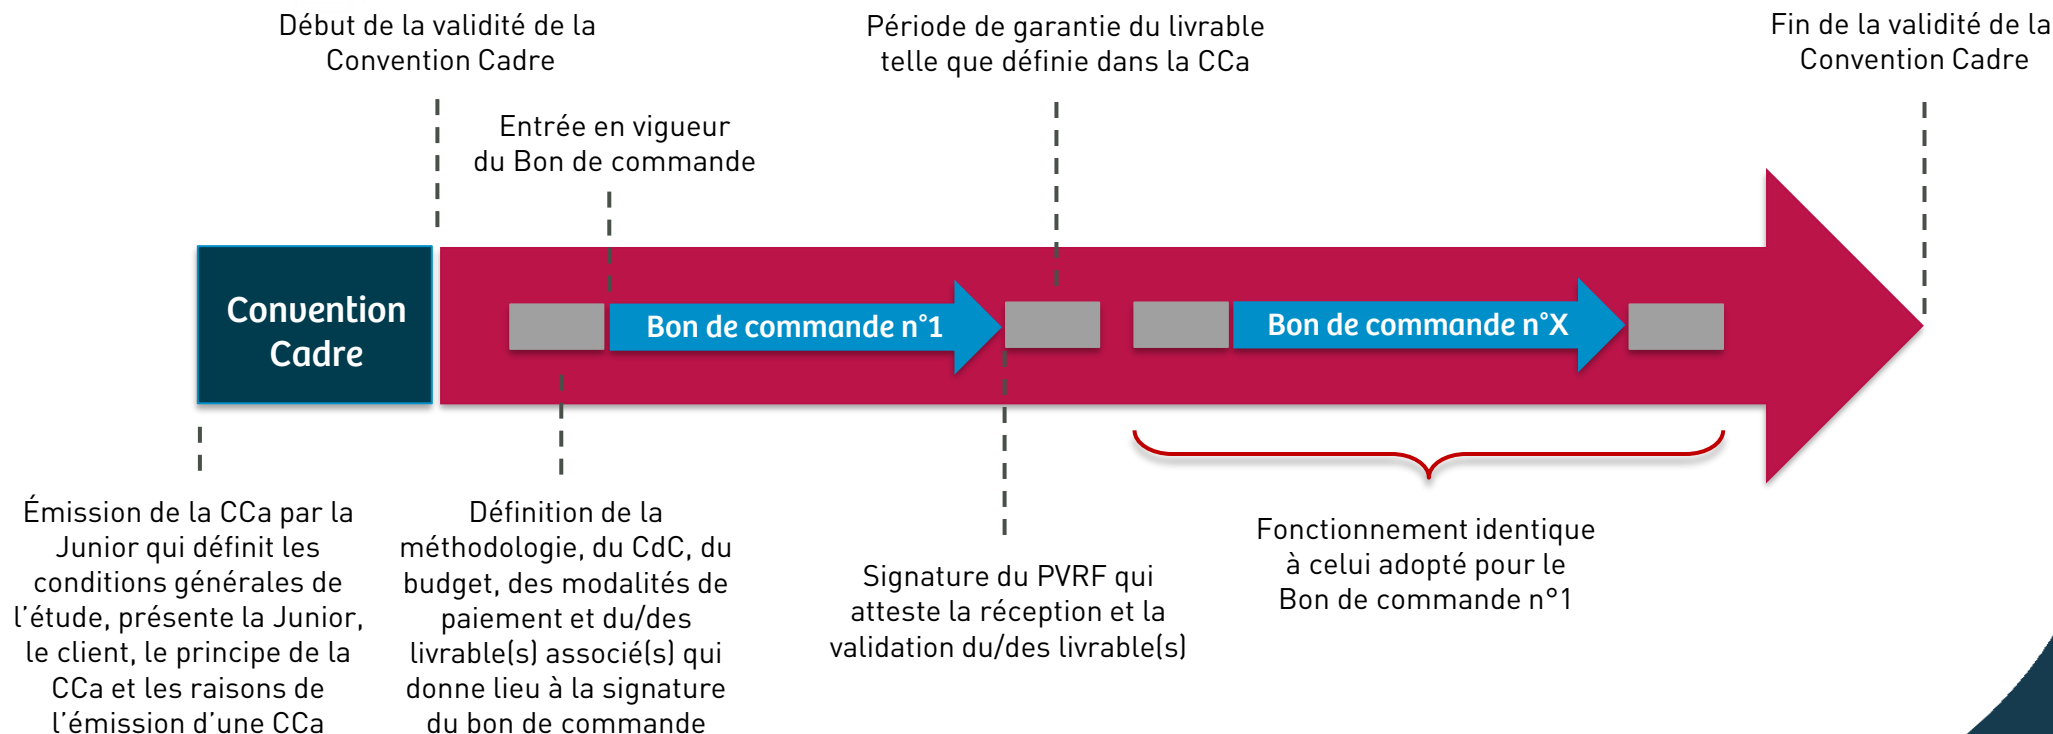 Début de la validité de la
Convention Cadre
Période de garantie du livrable
telle que définie dans la CCa
Fin de la validité de la
Convention Cadre
Entrée en vigueur
du Bon de commande
Convention
Cadre
Bon de commande n°1
Bon de commande n°X
Émission de la CCa par la
Junior qui définit les
conditions générales de
l'étude, présente la Junior,
le client, le principe de la
CCa et les raisons de
l'émission d'une CCa
Définition de la
méthodologie, du CdC, du
budget, des modalités de
paiement et du/des
livrable(s) associé(s) qui
donne lieu à la signature
du bon de commande
Signature du PVRF qui
atteste la réception et la
validation du/des livrable(s)
Fonctionnement identique
à celui adopté pour le
Bon de commande n°1